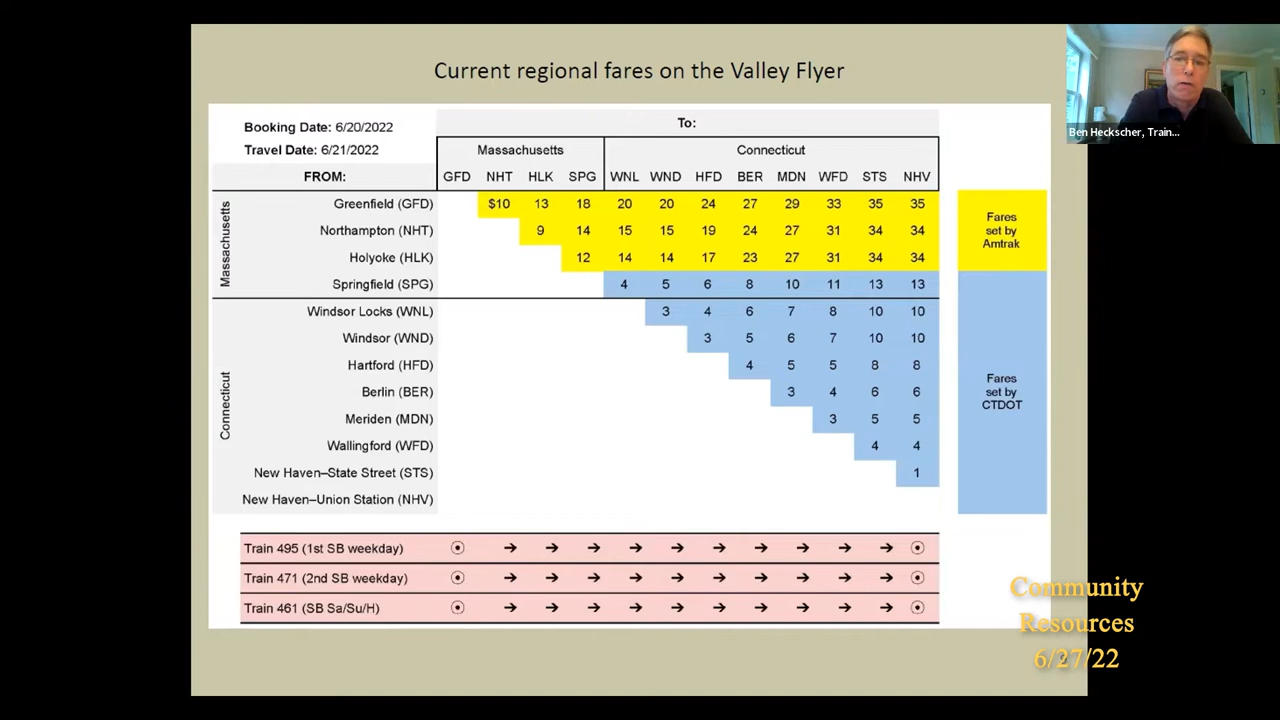 Current regional fares on the Valley Flyer
Ben Heckscher, Train...
Booking Date: 6/20/2022
To:
Travel Date: 6/21/2022
Massachusetts Connecticut
FROM: GFD NHT HLK SPG WNL WND HFD BER MDN WFD STS NHV
Massachusetts
Greenfield (GFD) $10 13 18 20 20 24 27 29 33 35 35
Northampton (NHT) 9 14 15 15 19 24 27 31 34 34
Holyoke (HLK) 12 14 14 17 23 27 31 34 34
Springfield (SPG) 4 5 6 8 10 11 13 13
Fares
set by
Amtrak
Connecticut
Windsor Locks (WNL) 3 4 6 7 8 10 10
Windsor (WND) 3 5 6 7 10 10
Hartford (HFD) 4 5 5 8 8
Berlin (BER) 3 4 6 6
Meriden (MDN) 3 5 5
Wallingford (WFD) 4 4
New Haven–State Street (STS) 1
New Haven–Union Station (NHV)
Fares
set by
CTDOT
Train 495 (1st SB weekday)
Train 471 (2nd SB weekday)
Train 461 (SB Sa/Su/H)
Community
Resources
6/27/22